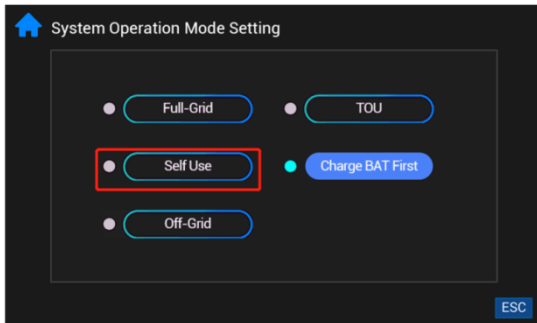 System Operation Mode Setting
Full-Grid
TOU
Self Use
Charge BAT First
Off-Grid
ESC